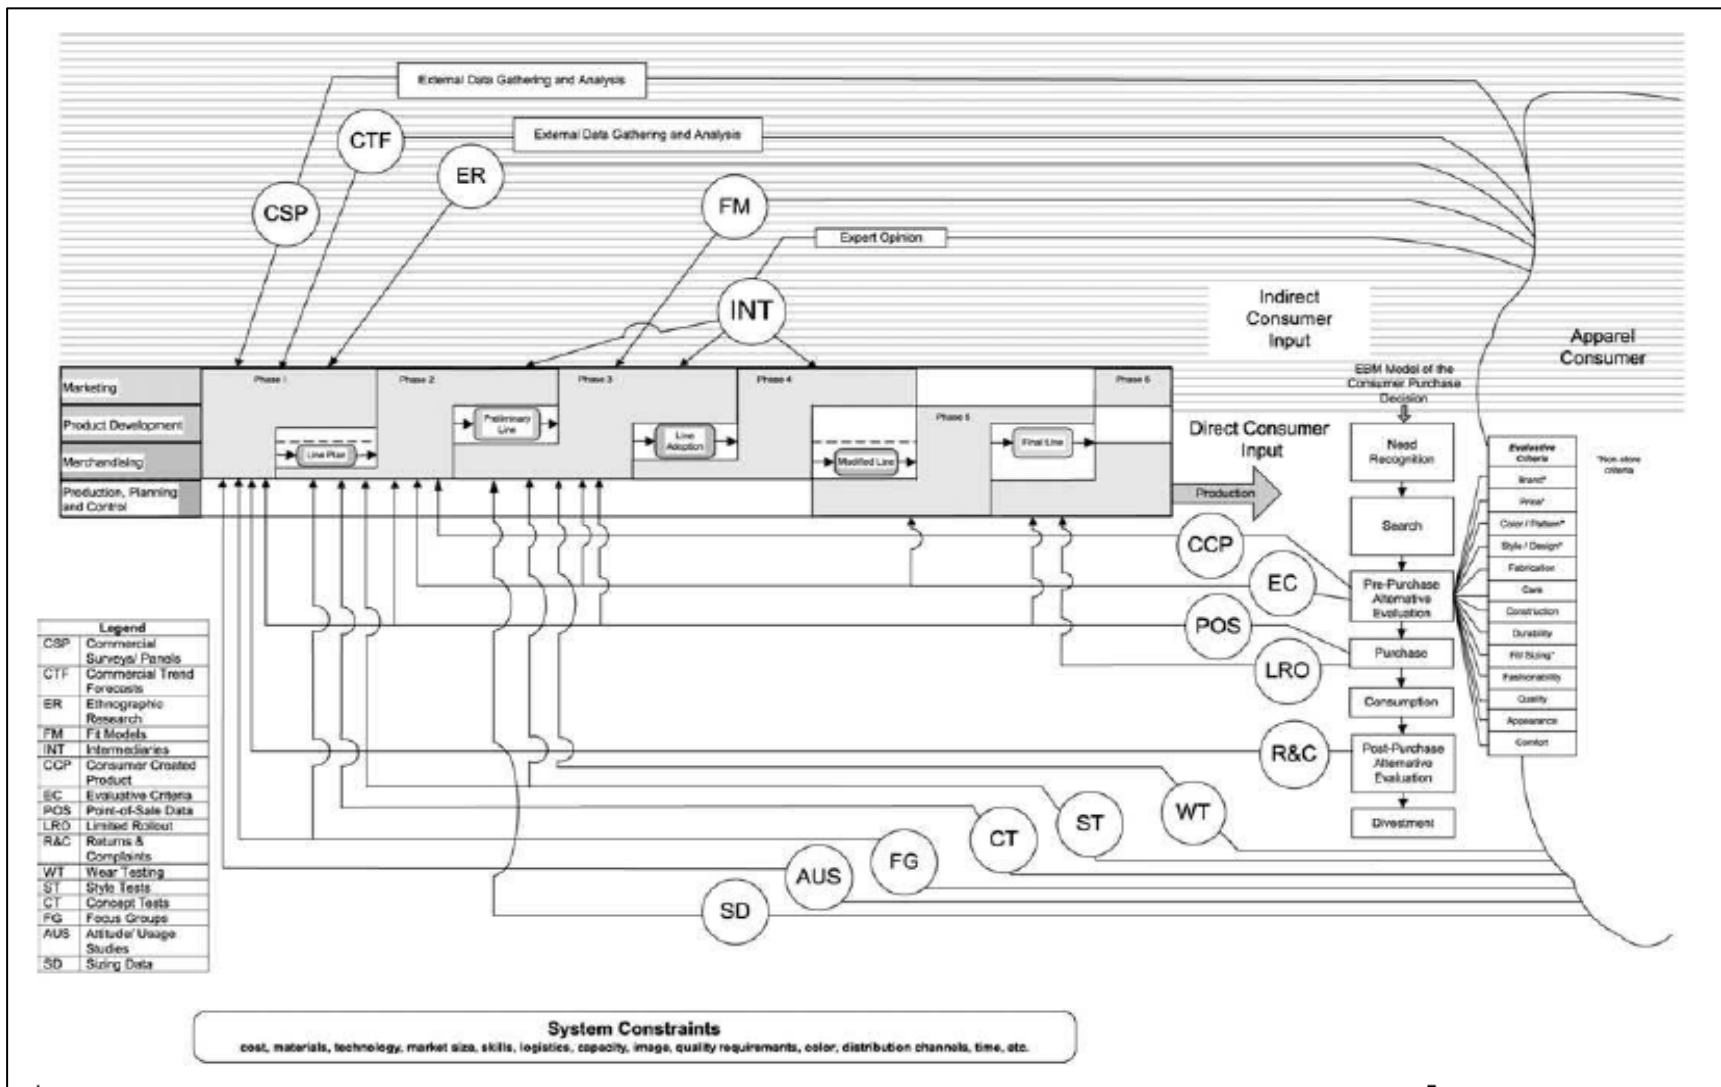 External Data Gathering and Analysis
CTF
External Data Gathering and Analysis
ER
CSP
FM
Expert Opinion
INT
Indirect
Consumer
Input
Apparel
Consumer
EBM Model of the
Consumer Purchase
Decision
Marketing
Product Development
Merchandising
Production, Planning
and Control
Phase 1
Phase 2
Phase 3
Phase 4
Phase 5
Phase 6
Line Plan
Preliminary
Line
Line
Adoption
Modified Line
Final Line
Direct Consumer
Input
Production
Need
Recognition
Search
Pre-Purchase
Alternative
Evaluation
Purchase
Consumption
Post-Purchase
Alternative
Evaluation
Divestment
Evaluative
Criteria
Brand*
Price*
Color / Pattern*
Style / Design*
Fabrication
Care
Construction
Durability
Fit/ Sizing*
Fashionability
Quality
Appearance
Comfort
*Non-store
criteria
CCP
EC
POS
LRO
R&C
WT
ST
CT
FG
AUS
SD
Legend
CSP Commercial
Surveys/ Panels
CTF Commercial Trend
Forecasts
ER Ethnographic
Research
FM Fit Models
INT Intermediaries
CCP Consumer Created
Product
EC Evaluative Criteria
POS Point-of-Sale Data
LRO Limited Rollout
R&C Returns &
Complaints
WT Wear Testing
ST Style Tests
CT Concept Tests
FG Focus Groups
AUS Attitude/ Usage
Studies
SD Sizing Data
System Constraints
cost, materials, technology, market size, skills, logistics, capacity, image, quality requirements, color, distribution channels, time, etc.